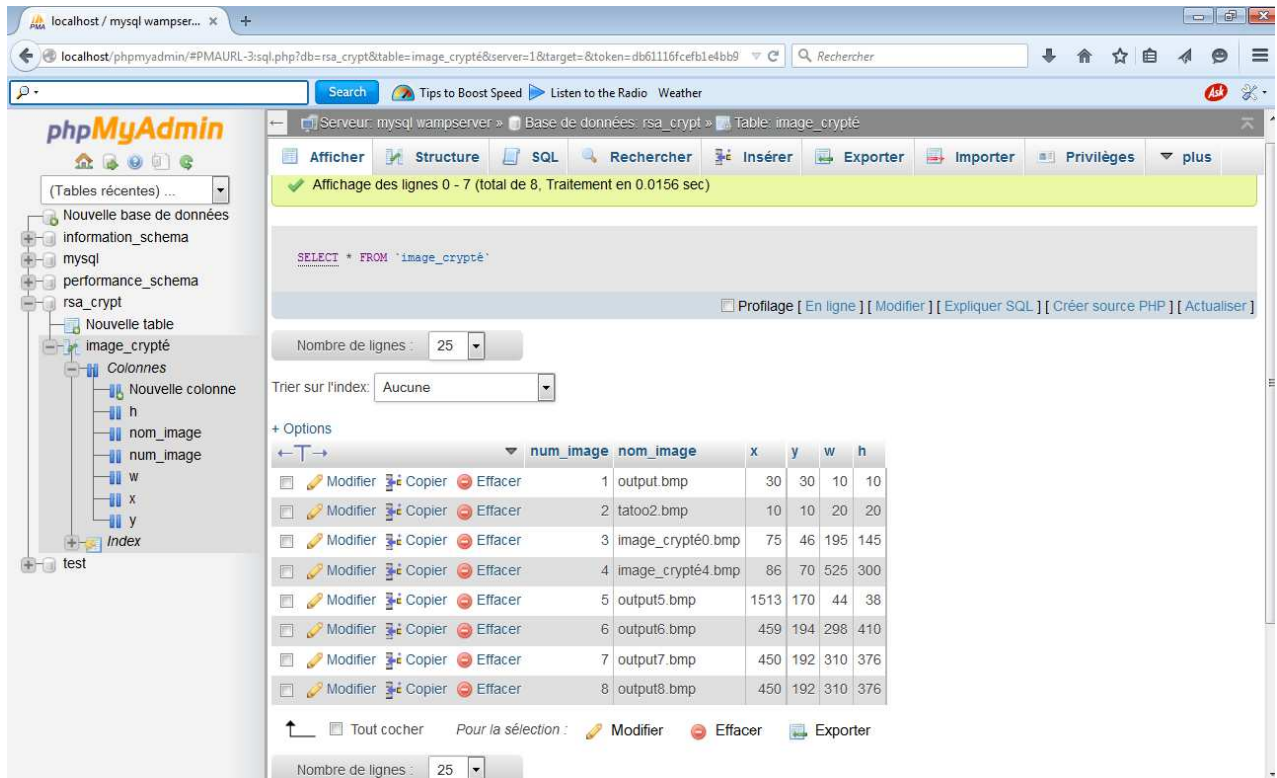 localhost / mysql wampser... × +
localhost/phpmyadmin/#PMAURL-3:sql.php?db=rsa_crypt&table=image_crypté&server=1&target=&token=db61116fcefb1e4bb9
Rechercher
Search Tips to Boost Speed Listen to the Radio Weather Ask
phpMyAdmin
(Tables récentes) ...
Nouvelle base de données
information_schema
mysql
performance_schema
rsa_crypt
Nouvelle table
image_crypté
Colonnes
Nouvelle colonne
h
nom_image
num_image
w
x
y
Index
test
Serveur: mysql wampserver » Base de données: rsa_crypt » Table: image_crypté
Afficher Structure SQL Rechercher Insérer Exporter Importer Privilèges plus
Affichage des lignes 0 - 7 (total de 8, Traitement en 0.0156 sec)
SELECT * FROM `image_crypté`
Profilage [ En ligne ] [ Modifier ] [ Expliquer SQL ] [ Créer source PHP ] [ Actualiser ]
Nombre de lignes : 25
Trier sur l'index: Aucune
+ Options
←T→ num_image nom_image x y w h
Modifier Copier Effacer 1 output.bmp 30 30 10 10
Modifier Copier Effacer 2 tatoo2.bmp 10 10 20 20
Modifier Copier Effacer 3 image_crypté0.bmp 75 46 195 145
Modifier Copier Effacer 4 image_crypté4.bmp 86 70 525 300
Modifier Copier Effacer 5 output5.bmp 1513 170 44 38
Modifier Copier Effacer 6 output6.bmp 459 194 298 410
Modifier Copier Effacer 7 output7.bmp 450 192 310 376
Modifier Copier Effacer 8 output8.bmp 450 192 310 376
Tout cocher Pour la sélection : Modifier Effacer Exporter
Nombre de lignes : 25